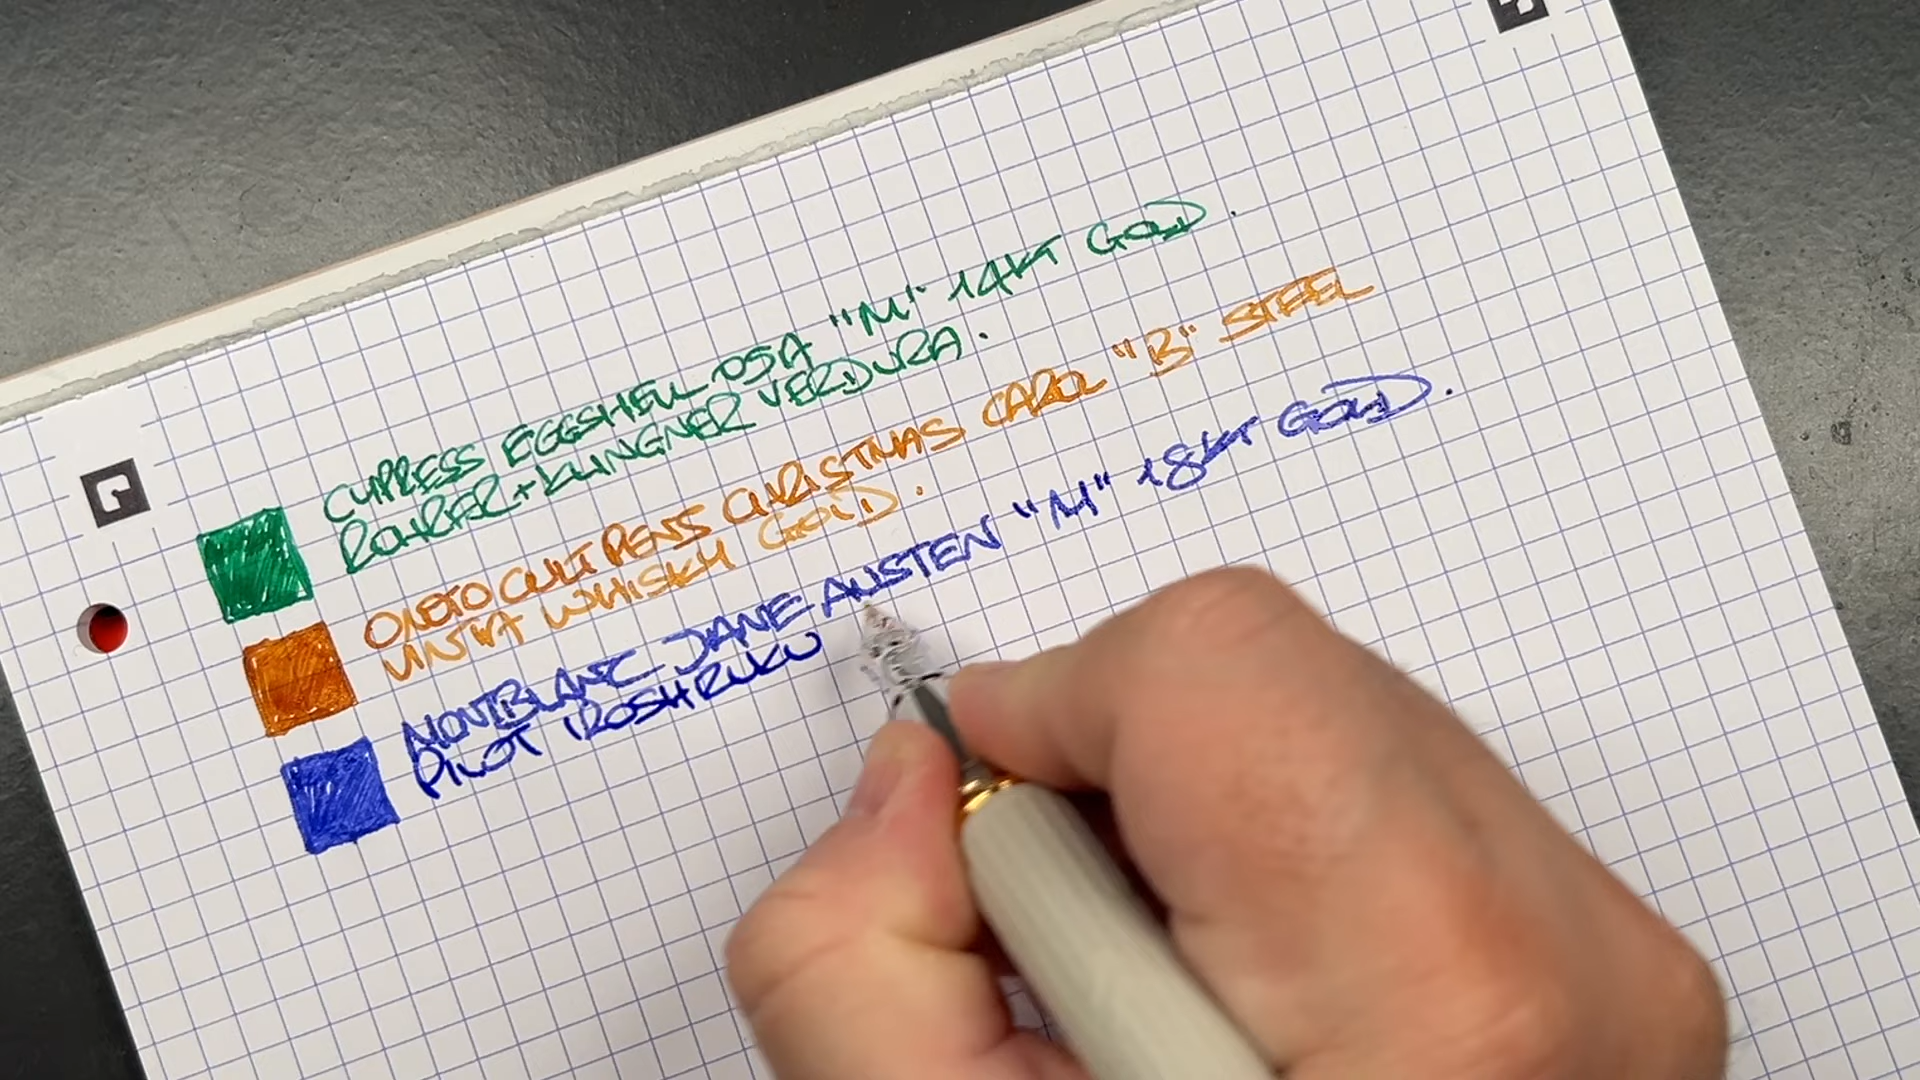 CYPRESS EGGSHELL OSA "M" 14KT GOLD.
ROHRER+KLINGNER VERDURA.
ONOTO CULT PENS CHRISTMAS CAROL "B" STEEL
VINTA WHISKY GOLD.
MONTBLANC JANE AUSTEN "M" 18KT GOLD.
PILOT IROSHIZUKU